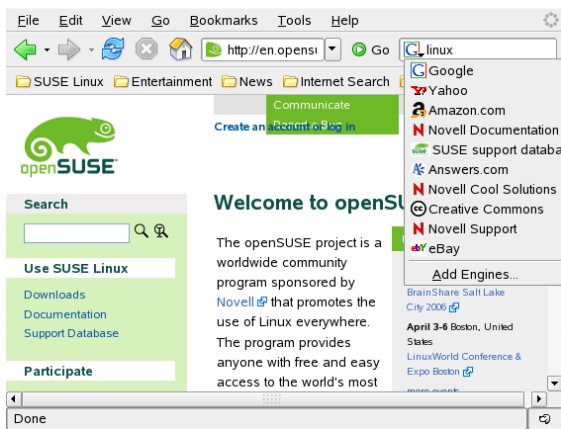 File Edit View Go Bookmarks Tools Help
http://en.opensu Go linux
SUSE Linux Entertainment News Internet Search
Google
Yahoo
Amazon.com
Novell Documentation
SUSE support databa
Answers.com
Novell Cool Solutions
Creative Commons
Novell Support
eBay
Add Engines...
Communicate
Create an account or log in
openSUSE
Search
Use SUSE Linux
Downloads
Documentation
Support Database
Participate
Welcome to openSU
The openSUSE project is a
worldwide community
program sponsored by
Novell that promotes the
use of Linux everywhere.
The program provides
anyone with free and easy
access to the world's most
BrainShare Salt Lake
City 2006
April 3-6 Boston, United
States
LinuxWorld Conference &
Expo Boston
more events
Done